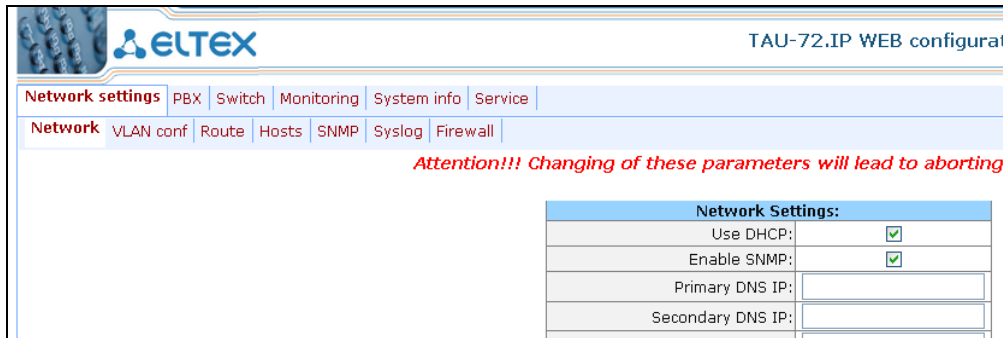 ELTEX
TAU-72.IP WEB configurat
Network settings PBX Switch Monitoring System info Service
Network VLAN conf Route Hosts SNMP Syslog Firewall
Attention!!! Changing of these parameters will lead to aborting
Network Settings:
Use DHCP:
Enable SNMP:
Primary DNS IP:
Secondary DNS IP: